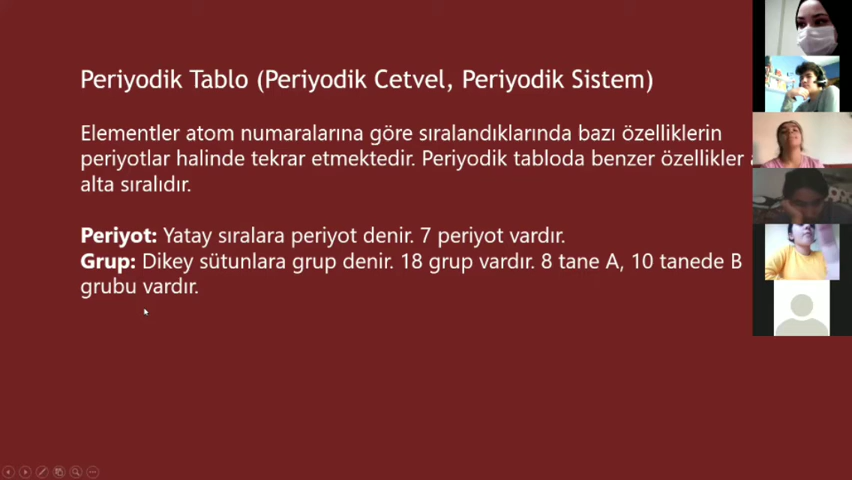 Periyodik Tablo (Periyodik Cetvel, Periyodik Sistem)
Elementler atom numaralarına göre sıralandıklarında bazı özelliklerin
periyotlar halinde tekrar etmektedir. Periyodik tabloda benzer özellikler
alta sıralıdır.
Periyot: Yatay sıralara periyot denir. 7 periyot vardır.
Grup: Dikey sütunlara grup denir. 18 grup vardır. 8 tane A, 10 tanede B
grubu vardır.